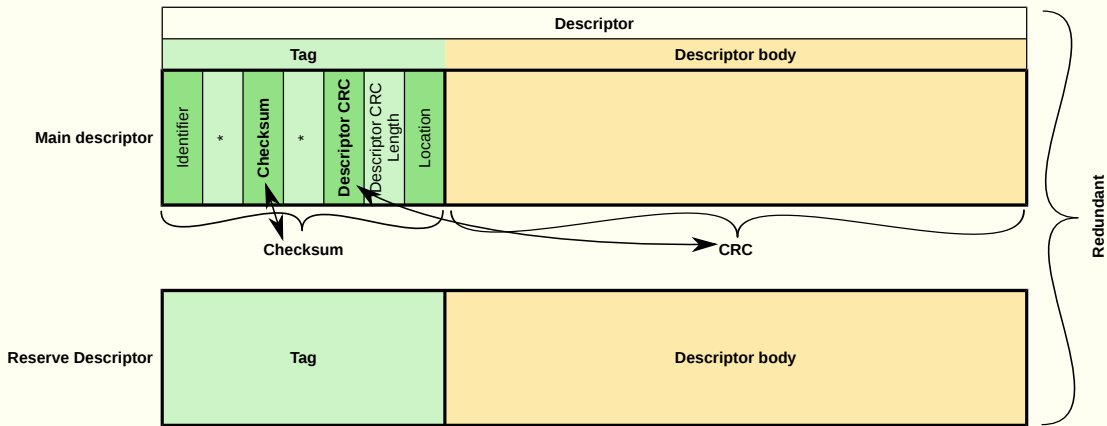 Descriptor
Tag
Descriptor body
Main descriptor
Identifier
*
Checksum
*
Descriptor CRC
Descriptor CRC
Length
Location
Redundant
Checksum
CRC
Reserve Descriptor
Tag
Descriptor body